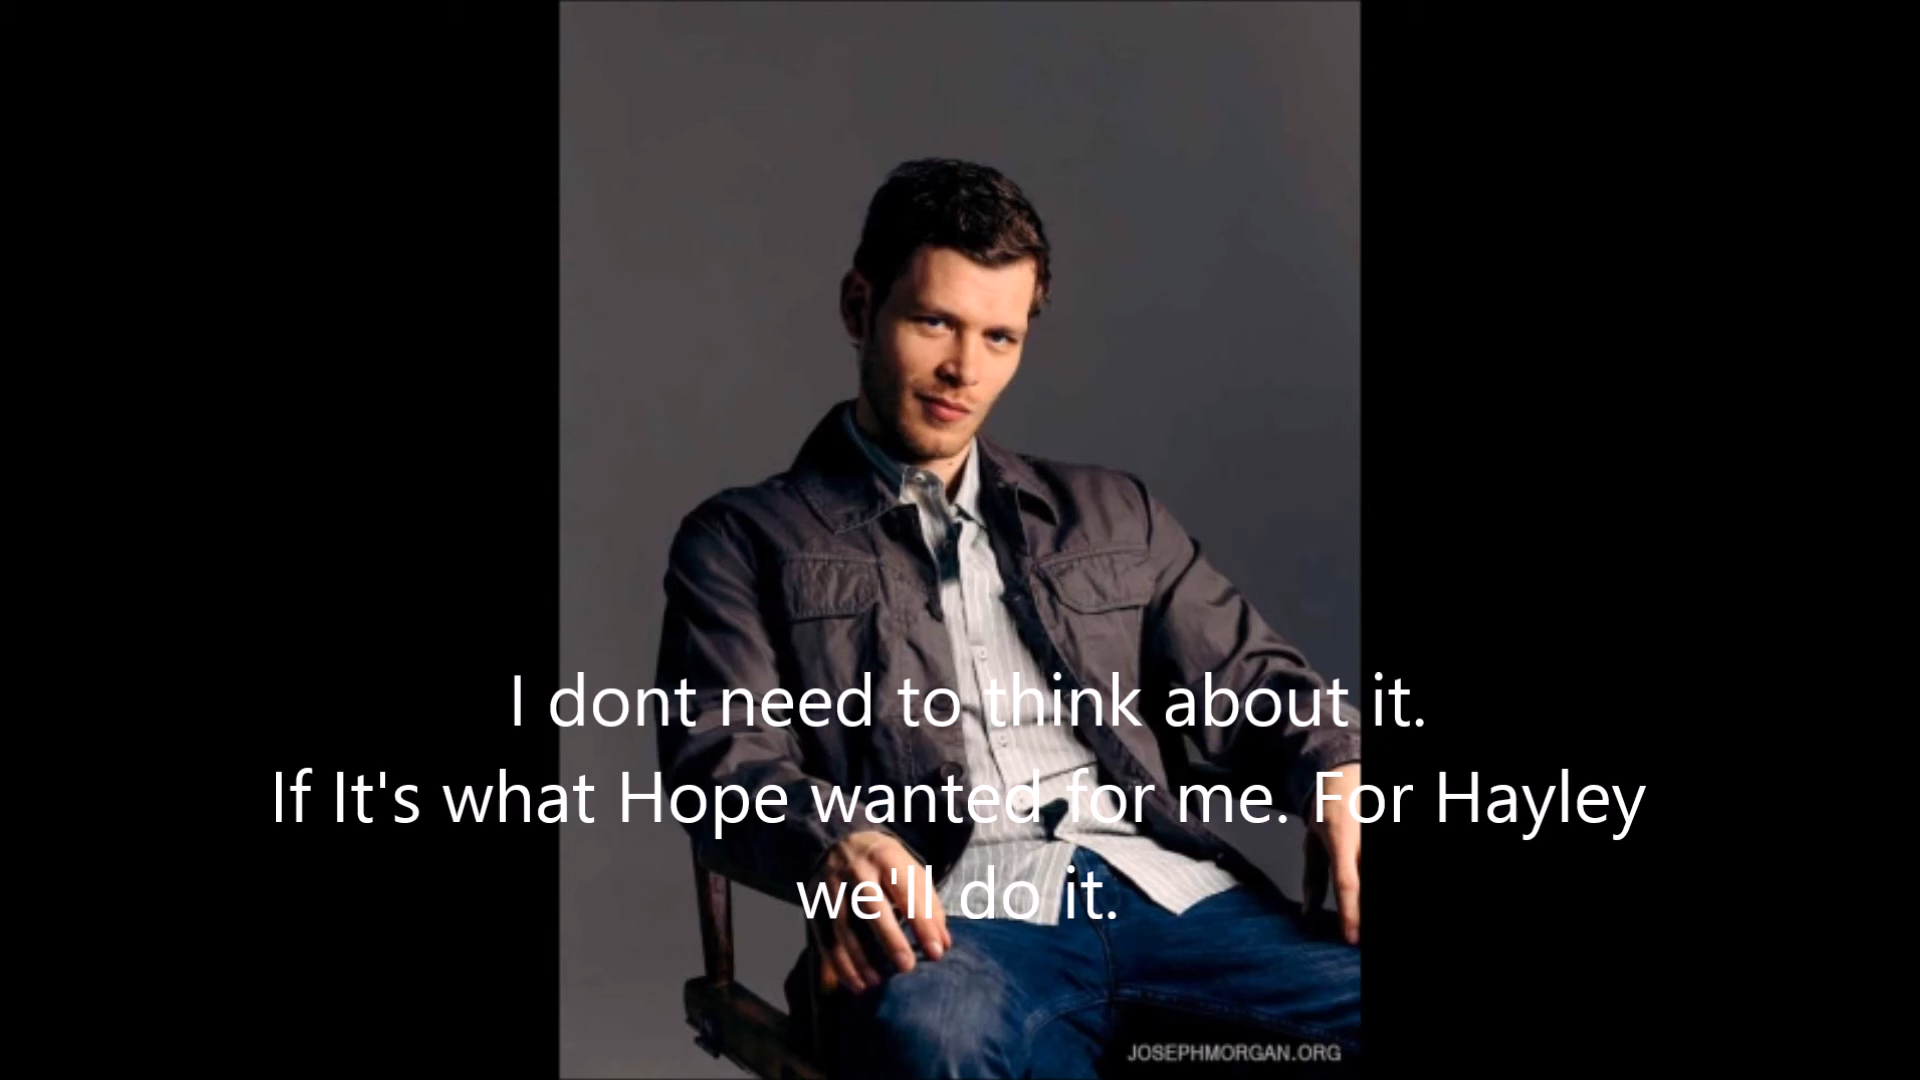 I dont need to think about it.
If It's what Hope wanted for me. For Hayley
we'll do it.
JOSEPHMORGAN.ORG